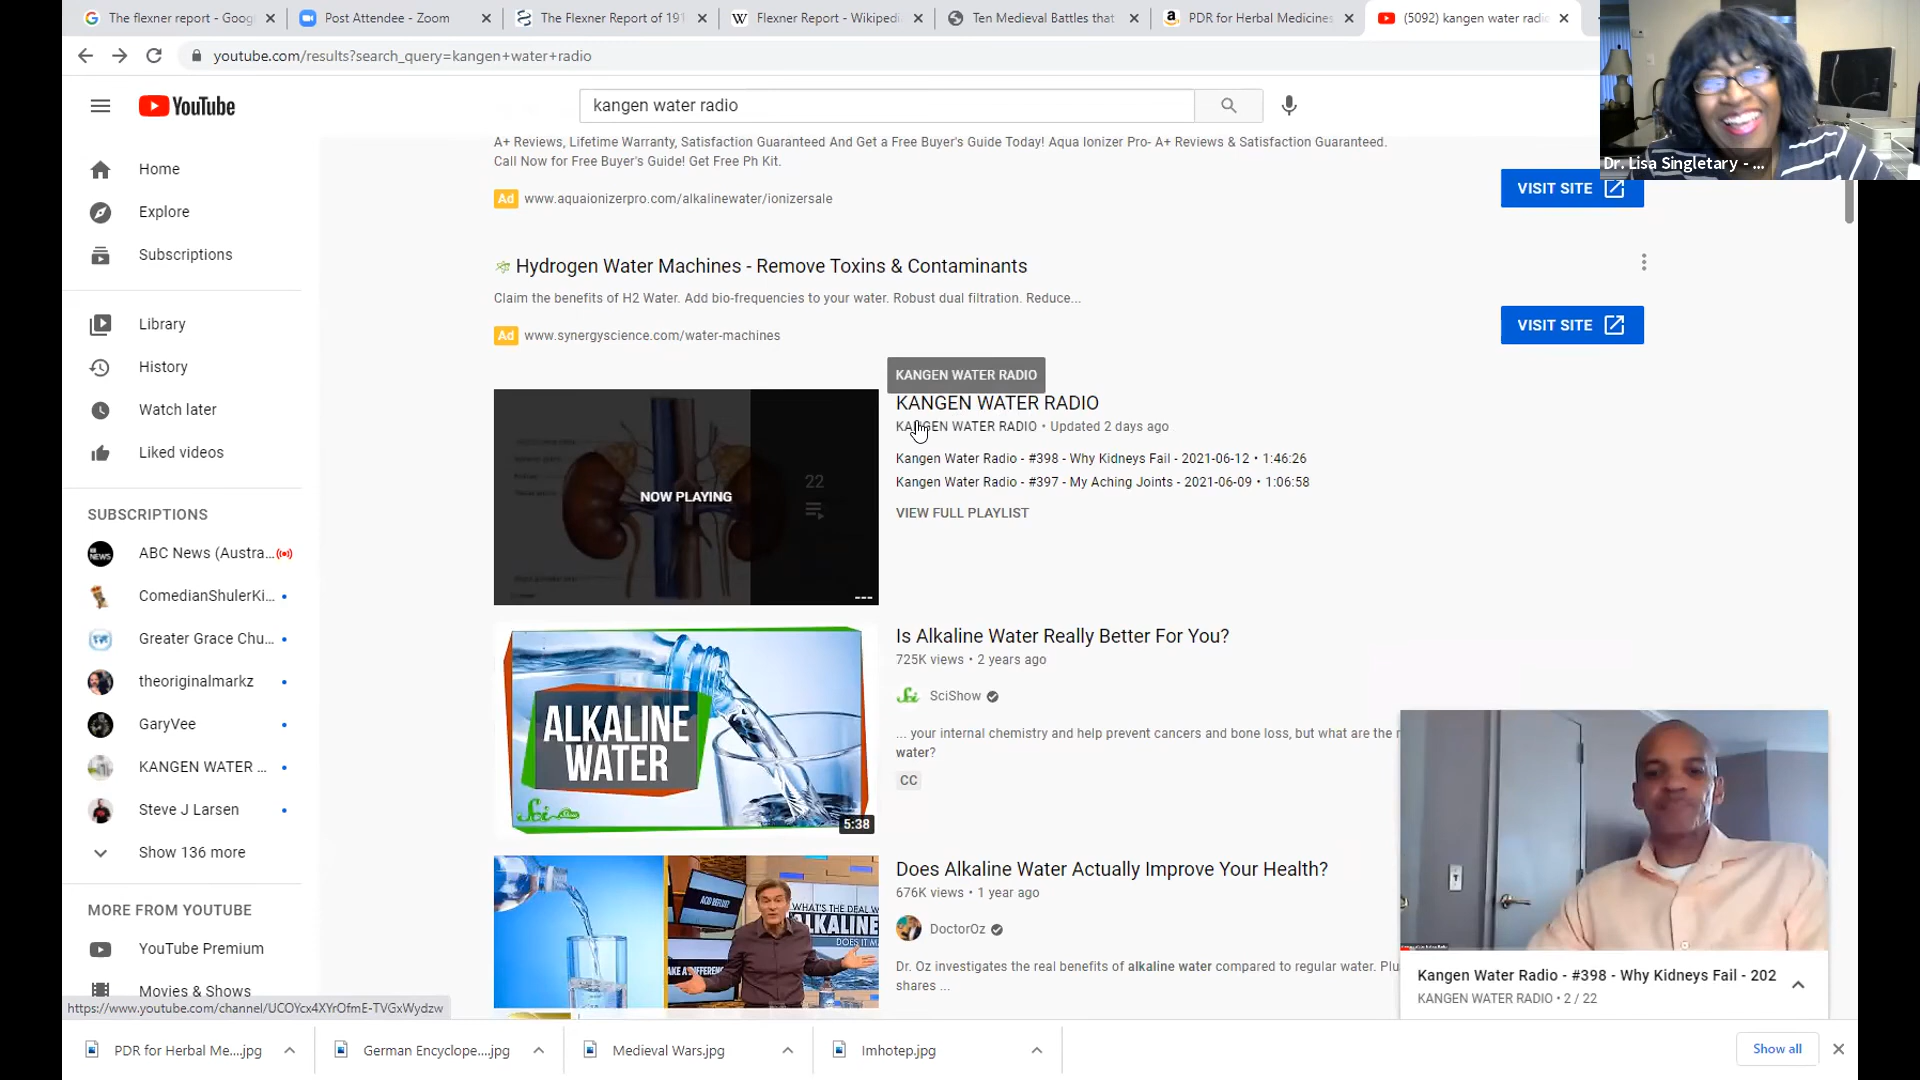 The flexner report - Goog
Post Attendee - Zoom
The Flexner Report of 191
Flexner Report - Wikipedi
Ten Medieval Battles that
PDR for Herbal Medicines
(5092) kangen water radio
youtube.com/results?search_query=kangen+water+radio
YouTube
kangen water radio
Dr. Lisa Singletary - ...
Home
Explore
Subscriptions
Library
History
Watch later
Liked videos
SUBSCRIPTIONS
ABC News (Austra...
ComedianShulerKi...
Greater Grace Chu...
theoriginalmarkz
GaryVee
KANGEN WATER ...
Steve J Larsen
Show 136 more
MORE FROM YOUTUBE
YouTube Premium
Movies & Shows
A+ Reviews, Lifetime Warranty, Satisfaction Guaranteed And Get a Free Buyer's Guide Today! Aqua Ionizer Pro- A+ Reviews & Satisfaction Guaranteed.
Call Now for Free Buyer's Guide! Get Free Ph Kit.
Ad www.aquaionizerpro.com/alkalinewater/ionizersale
VISIT SITE
Hydrogen Water Machines - Remove Toxins & Contaminants
Claim the benefits of H2 Water. Add bio-frequencies to your water. Robust dual filtration. Reduce...
Ad www.synergyscience.com/water-machines
VISIT SITE
KANGEN WATER RADIO
NOW PLAYING
22
KANGEN WATER RADIO
KANGEN WATER RADIO • Updated 2 days ago
Kangen Water Radio - #398 - Why Kidneys Fail - 2021-06-12 • 1:46:26
Kangen Water Radio - #397 - My Aching Joints - 2021-06-09 • 1:06:58
VIEW FULL PLAYLIST
ALKALINE
WATER
Sci
5:38
Is Alkaline Water Really Better For You?
725K views • 2 years ago
SciShow
... your internal chemistry and help prevent cancers and bone loss, but what are the
water?
CC
WHAT'S THE DEAL
ALKALINE
Does Alkaline Water Actually Improve Your Health?
676K views • 1 year ago
DoctorOz
Dr. Oz investigates the real benefits of alkaline water compared to regular water. Plu
shares ...
Kangen Water Radio - #398 - Why Kidneys Fail - 202
KANGEN WATER RADIO • 2 / 22
https://www.youtube.com/channel/UCOYcx4XYrOfmE-TVGxWydzw
PDR for Herbal Me....jpg
German Encyclope....jpg
Medieval Wars.jpg
Imhotep.jpg
Show all